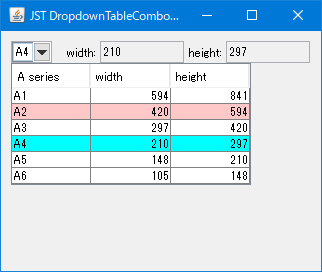 JST DropdownTableCombo...
A4 width: 210 height: 297
A series width height
A1 594 841
A2 420 594
A3 297 420
A4 210 297
A5 148 210
A6 105 148